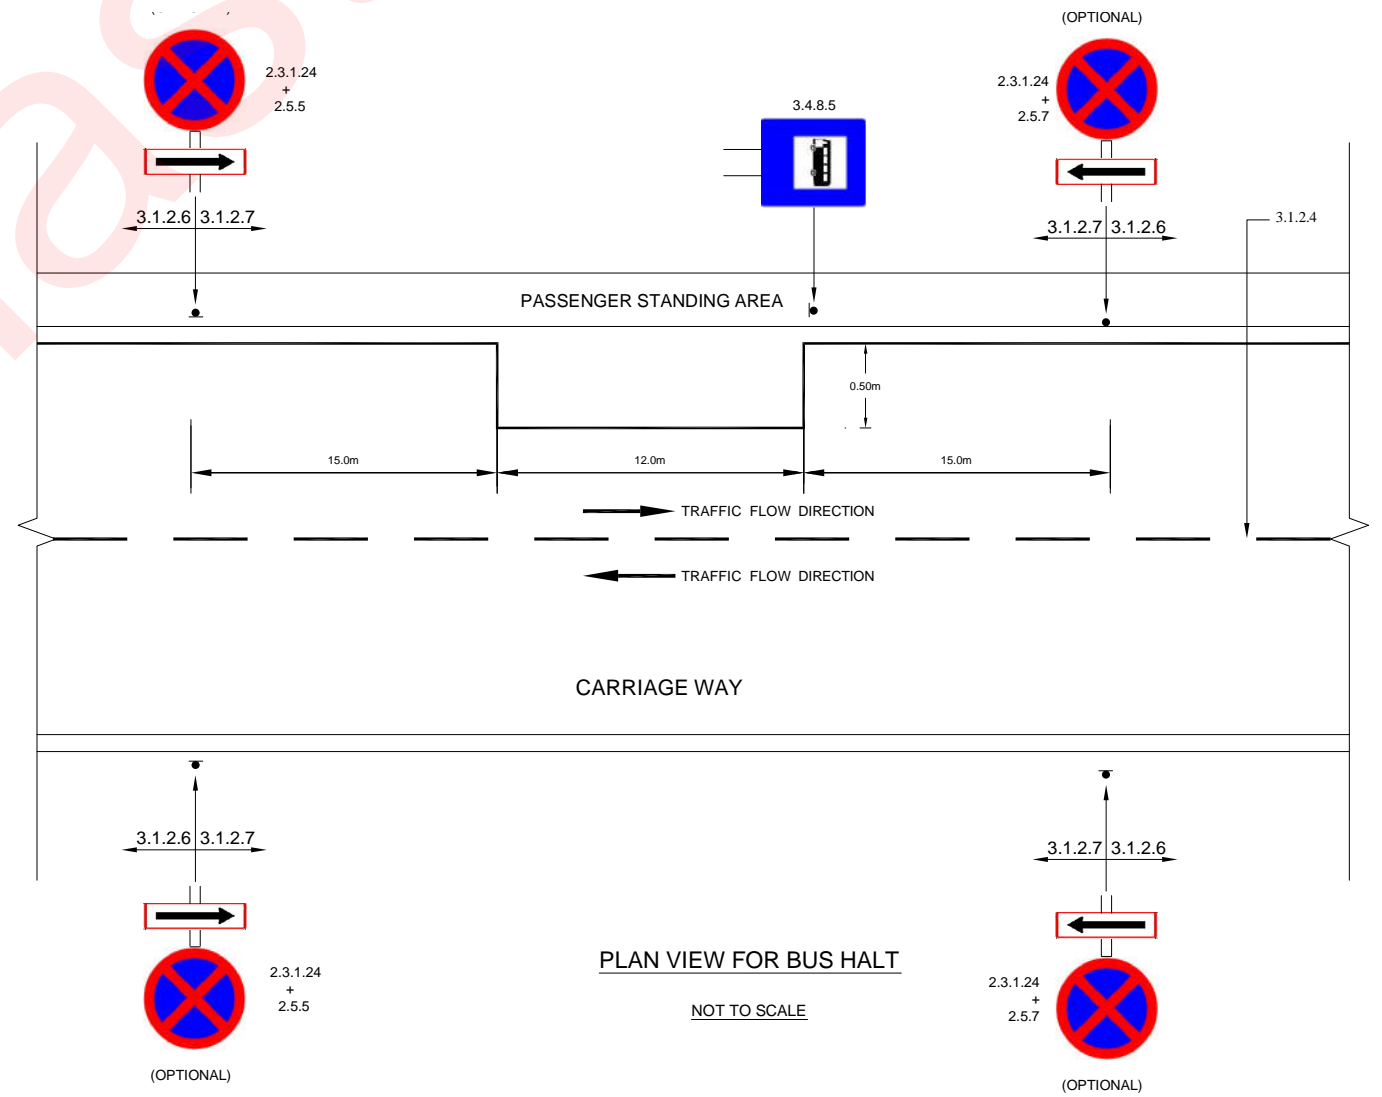 (OPTIONAL)
2.3.1.24
+
2.5.5
3.4.8.5
2.3.1.24
+
2.5.7
3.1.2.6 3.1.2.7
3.1.2.7 3.1.2.6
3.1.2.4
PASSENGER STANDING AREA
0.50m
15.0m
12.0m
15.0m
TRAFFIC FLOW DIRECTION
TRAFFIC FLOW DIRECTION
CARRIAGE WAY
3.1.2.6 3.1.2.7
3.1.2.7 3.1.2.6
PLAN VIEW FOR BUS HALT
NOT TO SCALE
2.3.1.24
+
2.5.5
2.3.1.24
+
2.5.7
(OPTIONAL)
(OPTIONAL)